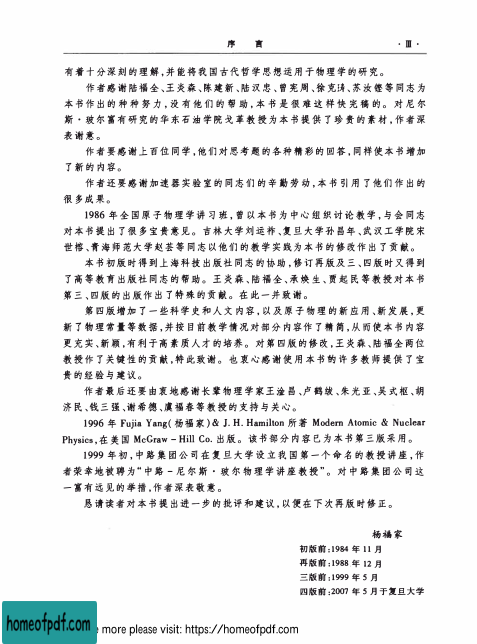 序 言 · Ⅲ ·
有着十分深刻的理解,并能将我国古代哲学思想运用于物理学的研究。
作者感谢陆福全、王炎森、陈建新、陆汉忠、曾宪周、徐克涛、苏汝铿等同志为
本书作出的种种努力,没有他们的帮助,本书是很难这样快完稿的。对尼尔
斯·玻尔富有研究的华东石油学院戈革教授为本书提供了珍贵的素材,作者深
表谢意。
作者要感谢上百位同学,他们对思考题的各种精彩的回答,同样使本书增加
了新的内容。
作者还要感谢加速器实验室的同志们的辛勤劳动,本书引用了他们作出的
很多成果。
1986 年全国原子物理学讲习班,曾以本书为中心组织讨论教学,与会同志
对本书提出了很多宝贵意见。吉林大学刘运祚、复旦大学孙昌年、武汉工学院宋
世榕、青海师范大学赵芸等同志以他们的教学实践为本书的修改作出了贡献。
本书初版时得到上海科技出版社同志的协助,修订再版及三、四版时又得到
了高等教育出版社同志的帮助。王炎森、陆福全、承焕生、贾起民等教授对本书
第三、四版的出版作出了特殊的贡献。在此一并致谢。
第四版增加了一些科学史和人文内容,以及原子物理的新应用、新发展,更
新了物理常量等数据,并按目前教学情况对部分内容作了精简,从而使本书内容
更充实、新颖,有利于高素质人才的培养。对第四版的修改,王炎森、陆福全两位
教授作了关键性的贡献,特此致谢。也衷心感谢使用本书的许多教师提供了宝
贵的经验与建议。
作者最后还要由衷地感谢长辈物理学家王淦昌、卢鹤绂、朱光亚、吴式枢、胡
济民、钱三强、谢希德、虞福春等教授的支持与关心。
1996 年 Fujia Yang(杨福家)& J. H. Hamilton 所著 Modern Atomic & Nuclear
Physics,在美国 McGraw-Hill Co. 出版。该书部分内容已为本书第三版采用。
1999 年初,中路集团公司在复旦大学设立我国第一个命名的教授讲座,作
者荣幸地被聘为“中路-尼尔斯·玻尔物理学讲座教授”。对中路集团公司这
一富有远见的举措,作者深表敬意。
恳请读者对本书提出进一步的批评和建议,以便在下次再版时修正。
杨福家
初版前:1984 年 11 月
再版前:1988 年 12 月
三版前:1999 年 5 月
四版前:2007 年 5 月于复旦大学
homeofpdf.com more please visit: https://homeofpdf.com